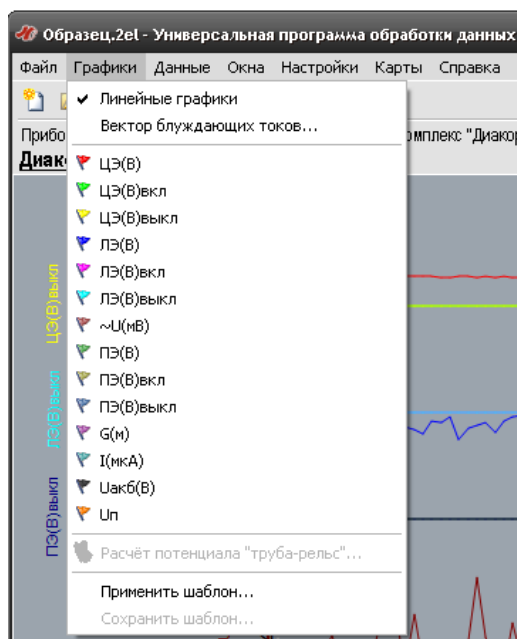 Образец.2el - Универсальная программа обработки данных
Файл Графики Данные Окна Настройки Карты Справка
Линейные графики
Вектор блуждающих токов...
Прибо
омплекс "Диакор
Диак
ЦЭ(В)
ЦЭ(В)вкл
ЦЭ(В)выкл
ЛЭ(В)
ЛЭ(В)вкл
ЛЭ(В)выкл
~U(мВ)
ПЭ(В)
ПЭ(В)вкл
ПЭ(В)выкл
G(м)
I(мкА)
Uакб(В)
Uп
Расчёт потенциала "труба-рельс"...
Применить шаблон...
Сохранить шаблон...
ЦЭ(В)выкл
ЛЭ(В)выкл
ПЭ(В)выкл